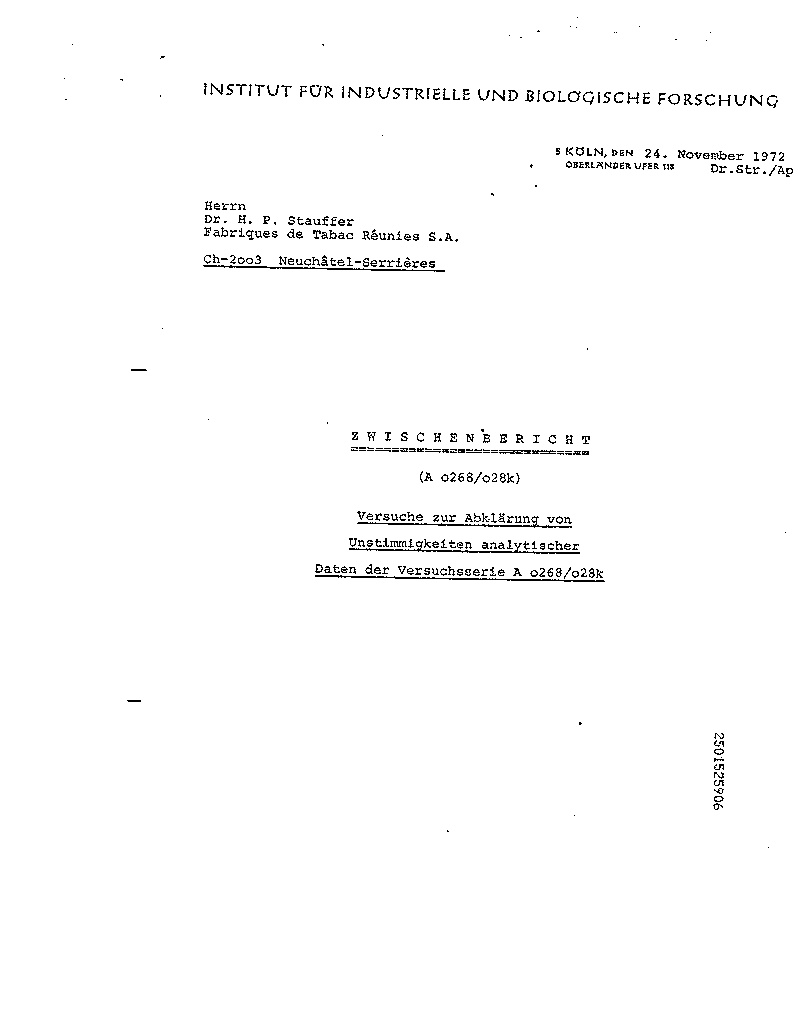 INSTITUT FÜR INDUSTRIELLE UND BIOLOGISCHE FORSCHUNG
5 KÖLN, DEN 24. November 1972
OBERLÄNDER UFER 118 Dr.Str./Ap
Herrn
Dr. H. P. Stauffer
Fabriques de Tabac Réunies S.A.
Ch-2oo3 Neuchâtel-Serrières
ZWISCHENBERICHT
(A o268/o28k)
Versuche zur Abklärung von
Unstimmigkeiten analytischer
Daten der Versuchsserie A o268/o28k
2501525906